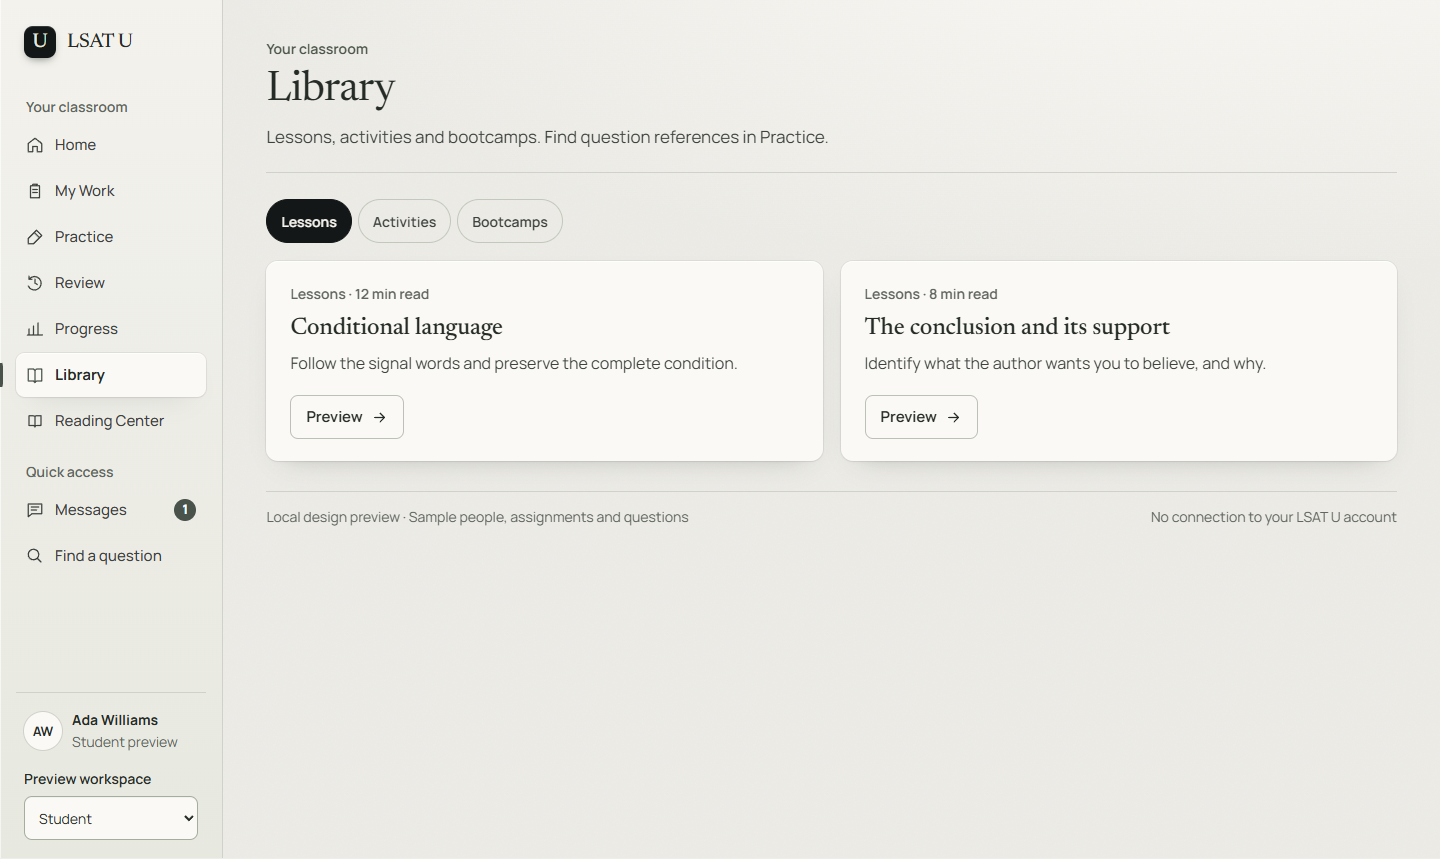 U LSAT U
Your classroom
Home
My Work
Practice
Review
Progress
Library
Reading Center
Quick access
Messages 1
Find a question
AW
Ada Williams
Student preview
Preview workspace
Student
Your classroom
Library
Lessons, activities and bootcamps. Find question references in Practice.
Lessons Activities Bootcamps
Lessons · 12 min read
Conditional language
Follow the signal words and preserve the complete condition.
Preview →
Lessons · 8 min read
The conclusion and its support
Identify what the author wants you to believe, and why.
Preview →
Local design preview · Sample people, assignments and questions
No connection to your LSAT U account